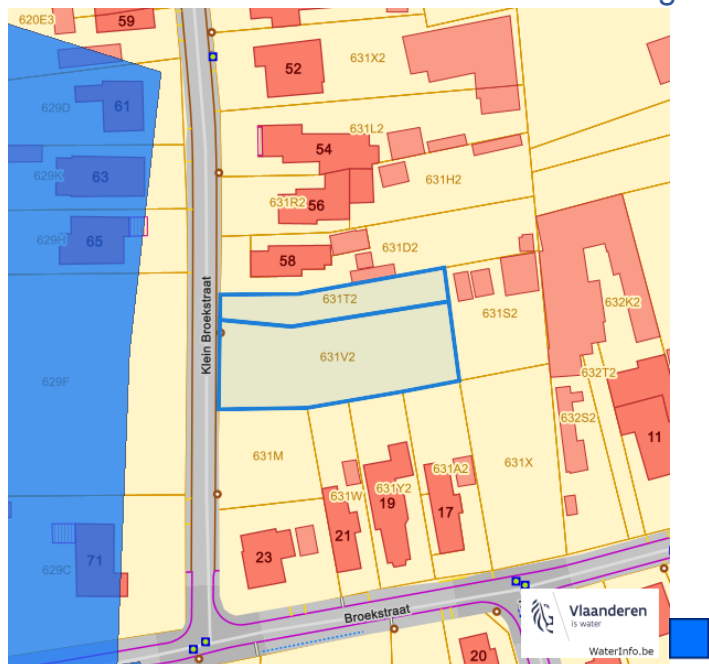 620E3
59
52
631X2
629D
61
631L2
54
629K
63
631H2
56
631R2
629H
65
631D2
58
631T2
631S2
632K2
Klein Broekstraat
631V2
632T2
629F
632S2
11
631M
631A2
631X
631W
631Y2
19
17
21
23
71
629C
Broekstraat
Vlaanderen
is water
WaterInfo.be
20